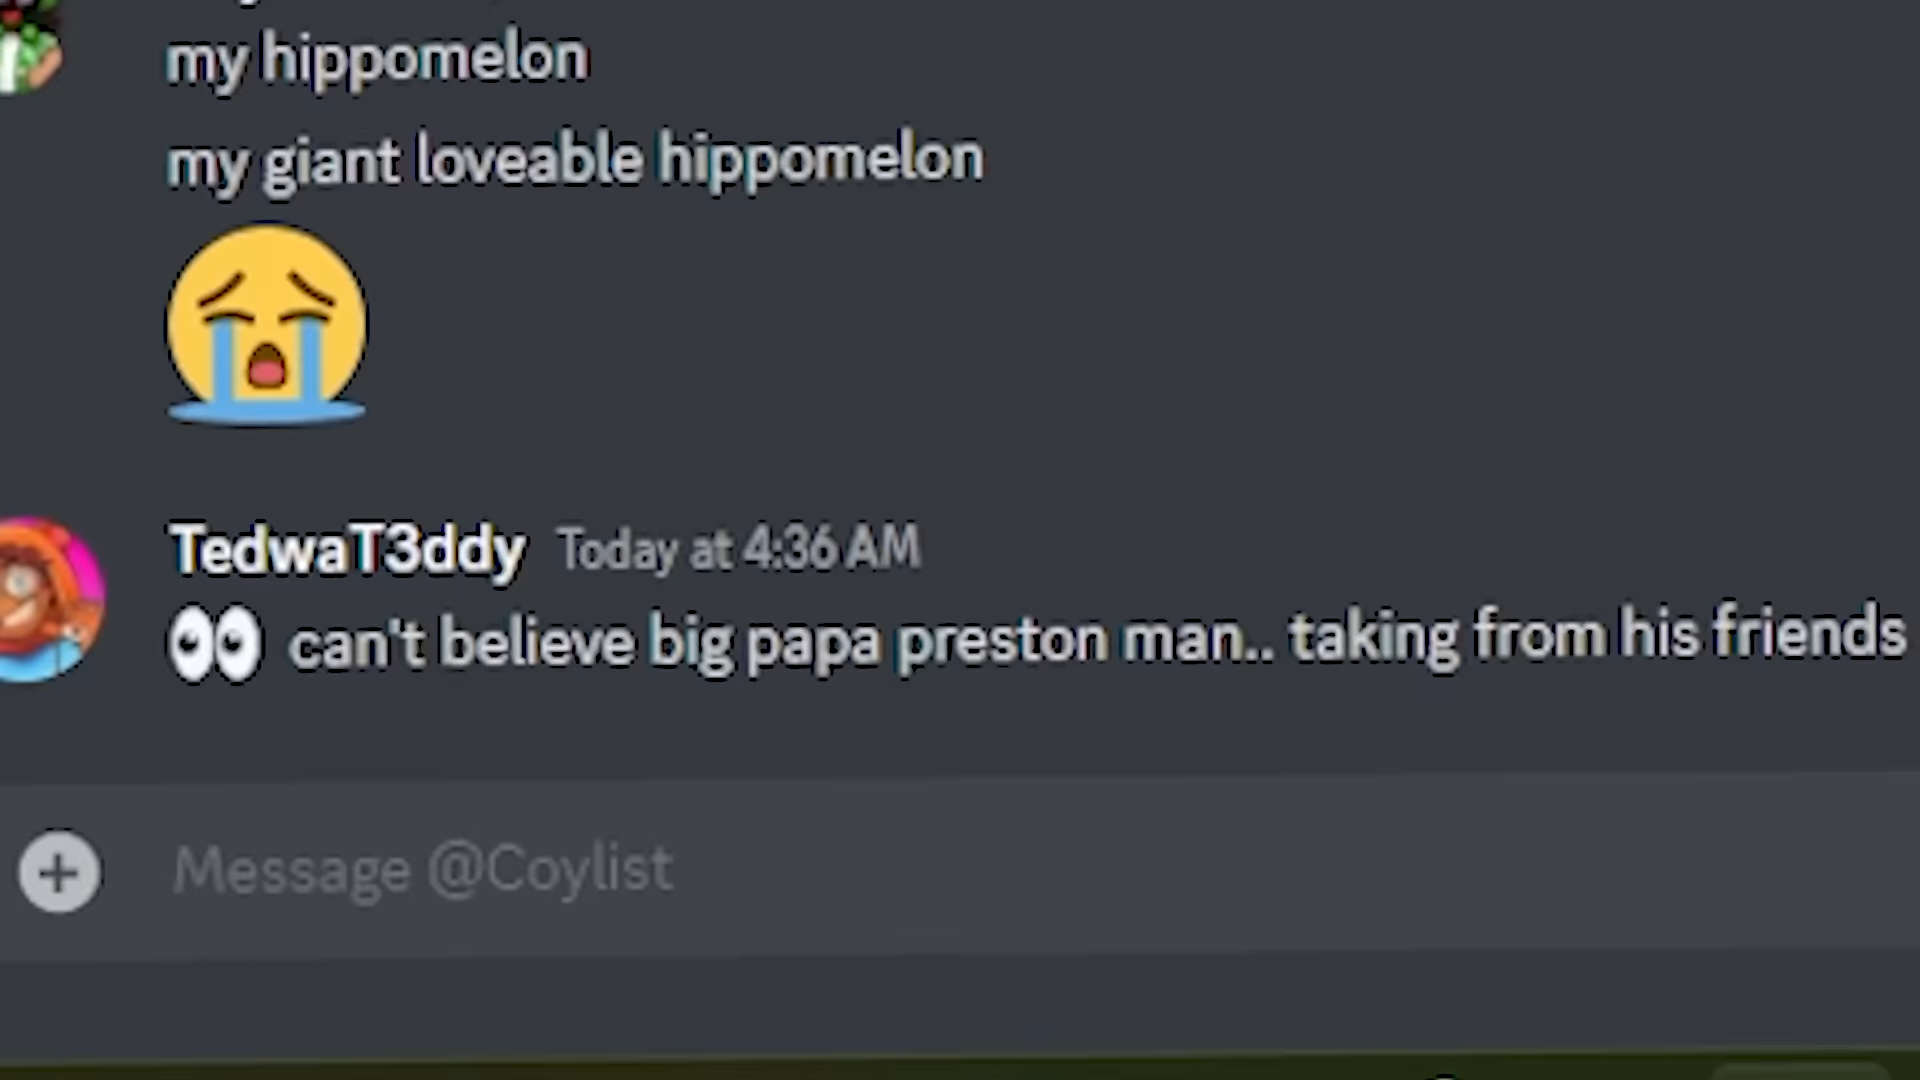 my hippomelon
my giant loveable hippomelon
😭
TedwaT3ddy Today at 4:36 AM
👀 can't believe big papa preston man.. taking from his friends
Message @Coylist